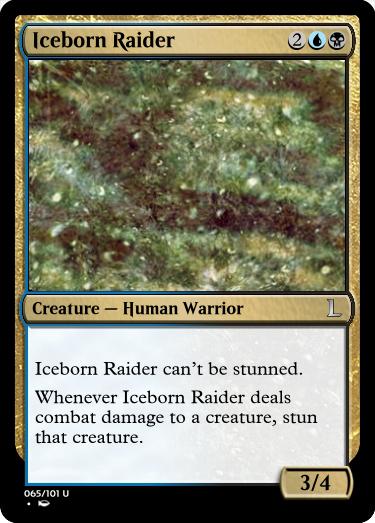 Iceborn Raider 2
Creature — Human Warrior L
Iceborn Raider can't be stunned.
Whenever Iceborn Raider deals
combat damage to a creature, stun
that creature.
3/4
065/101 U